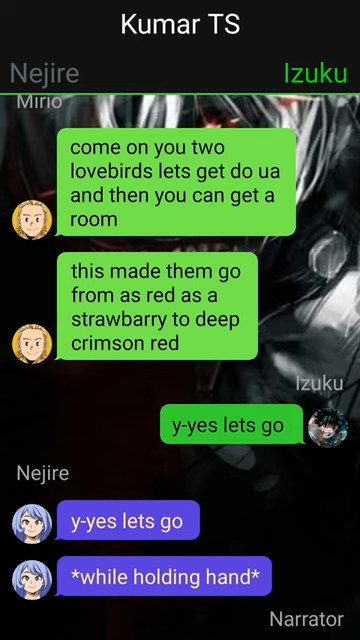 Kumar TS
Nejire
Izuku
Mirio
come on you two
lovebirds lets get do ua
and then you can get a
room
this made them go
from as red as a
strawbarry to deep
crimson red
Izuku
y-yes lets go
Nejire
y-yes lets go
*while holding hand*
Narrator